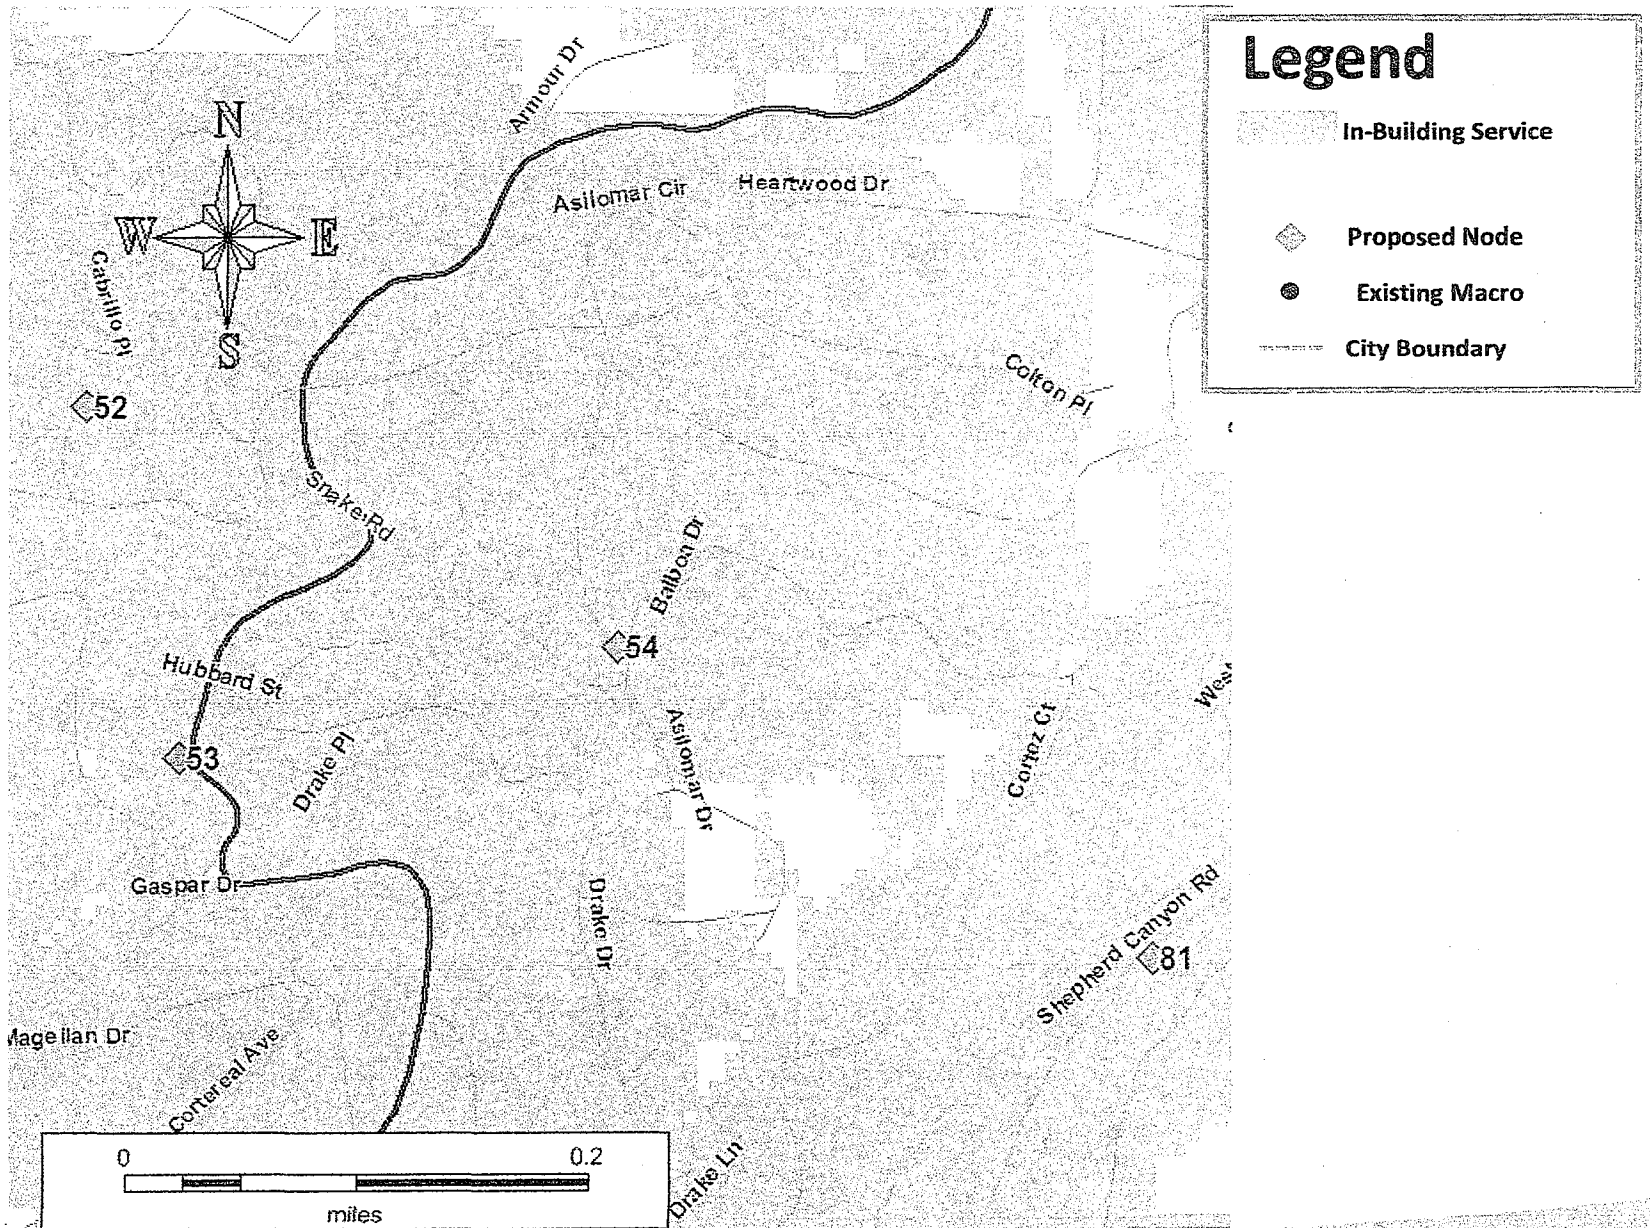 Legend
In-Building Service
Proposed Node
Existing Macro
City Boundary
N
W
E
S
Armour Dr
Asilomar Cir
Heartwood Dr
Cabrillo Pl
52
Colton Pl
Snake Rd
Balboa Dr
54
Hubbard St
53
Drake Pl
Asilomar Dr
Cortez Ct
Gaspar Dr
Drake Dr
Shepherd Canyon Rd
81
Magellan Dr
Cortereal Ave
Drake Ln
0
0.2
miles